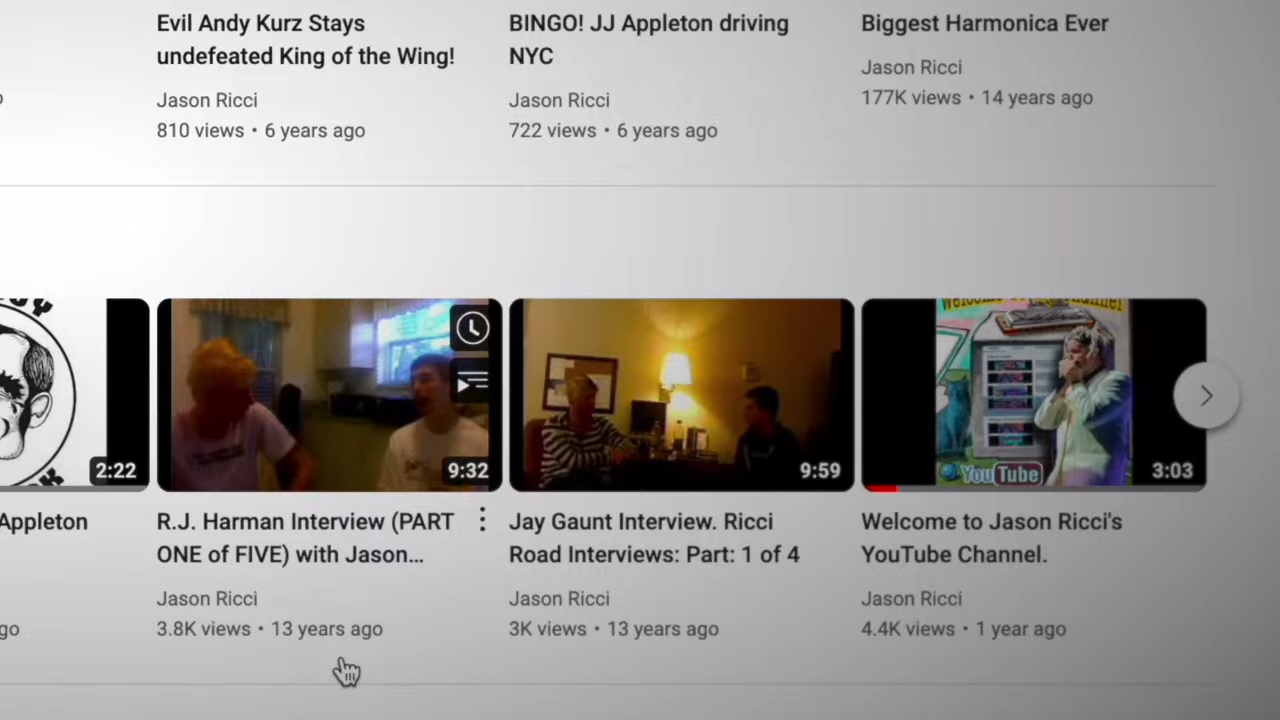 Evil Andy Kurz Stays
undefeated King of the Wing!
Jason Ricci
810 views • 6 years ago
BINGO! JJ Appleton driving
NYC
Jason Ricci
722 views • 6 years ago
Biggest Harmonica Ever
Jason Ricci
177K views • 14 years ago
2:22
9:32
9:59
Welcome to my channel
YouTube
3:03
Appleton
go
R.J. Harman Interview (PART
ONE of FIVE) with Jason...
Jason Ricci
3.8K views • 13 years ago
Jay Gaunt Interview. Ricci
Road Interviews: Part: 1 of 4
Jason Ricci
3K views • 13 years ago
Welcome to Jason Ricci's
YouTube Channel.
Jason Ricci
4.4K views • 1 year ago